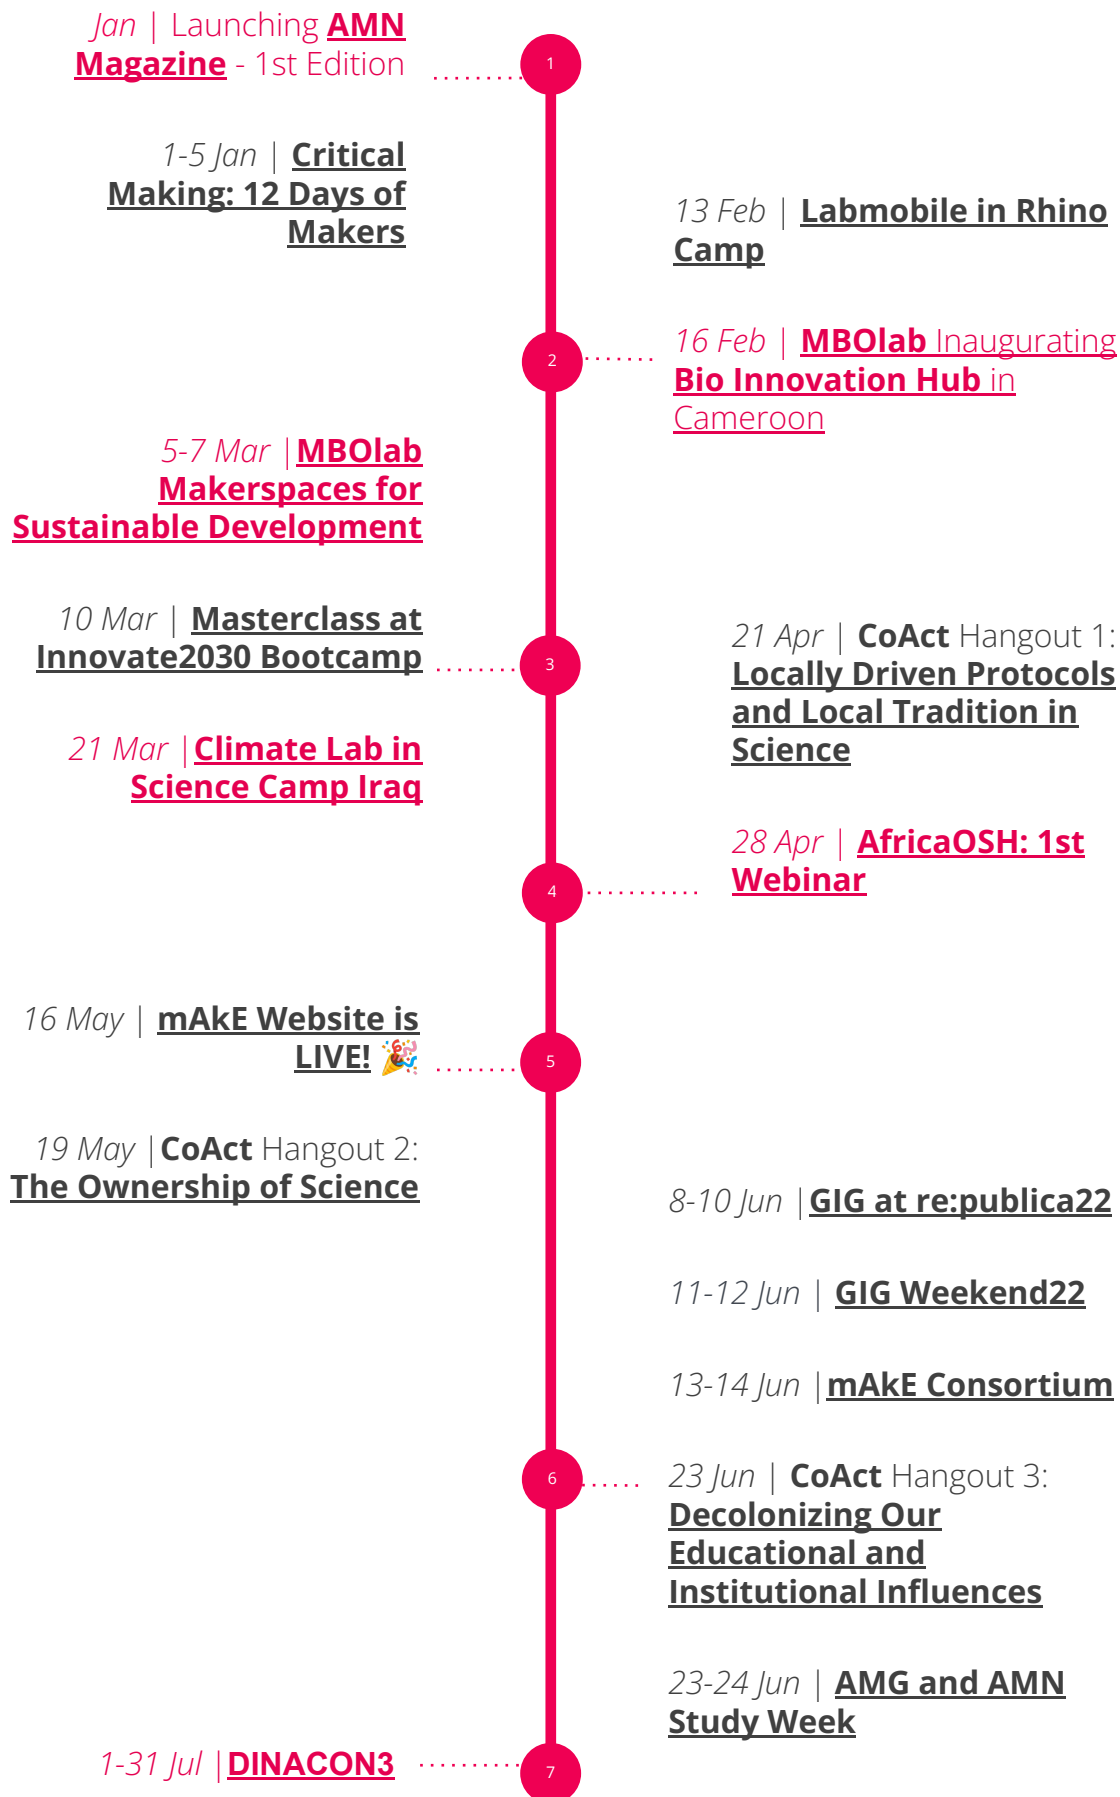 Jan | Launching AMN
Magazine - 1st Edition
1
1-5 Jan | Critical
Making: 12 Days of
Makers
13 Feb | Labmobile in Rhino
Camp
2
16 Feb | MBOlab Inaugurating
Bio Innovation Hub in
Cameroon
5-7 Mar |MBOlab
Makerspaces for
Sustainable Development
10 Mar | Masterclass at
Innovate2030 Bootcamp
3
21 Mar |Climate Lab in
Science Camp Iraq
21 Apr | CoAct Hangout 1:
Locally Driven Protocols
and Local Tradition in
Science
28 Apr | AfricaOSH: 1st
Webinar
4
16 May | mAkE Website is
LIVE! 🎉
5
19 May |CoAct Hangout 2:
The Ownership of Science
8-10 Jun |GIG at re:publica22
11-12 Jun | GIG Weekend22
13-14 Jun |mAkE Consortium
6
23 Jun | CoAct Hangout 3:
Decolonizing Our
Educational and
Institutional Influences
23-24 Jun | AMG and AMN
Study Week
1-31 Jul |DINACON3
7